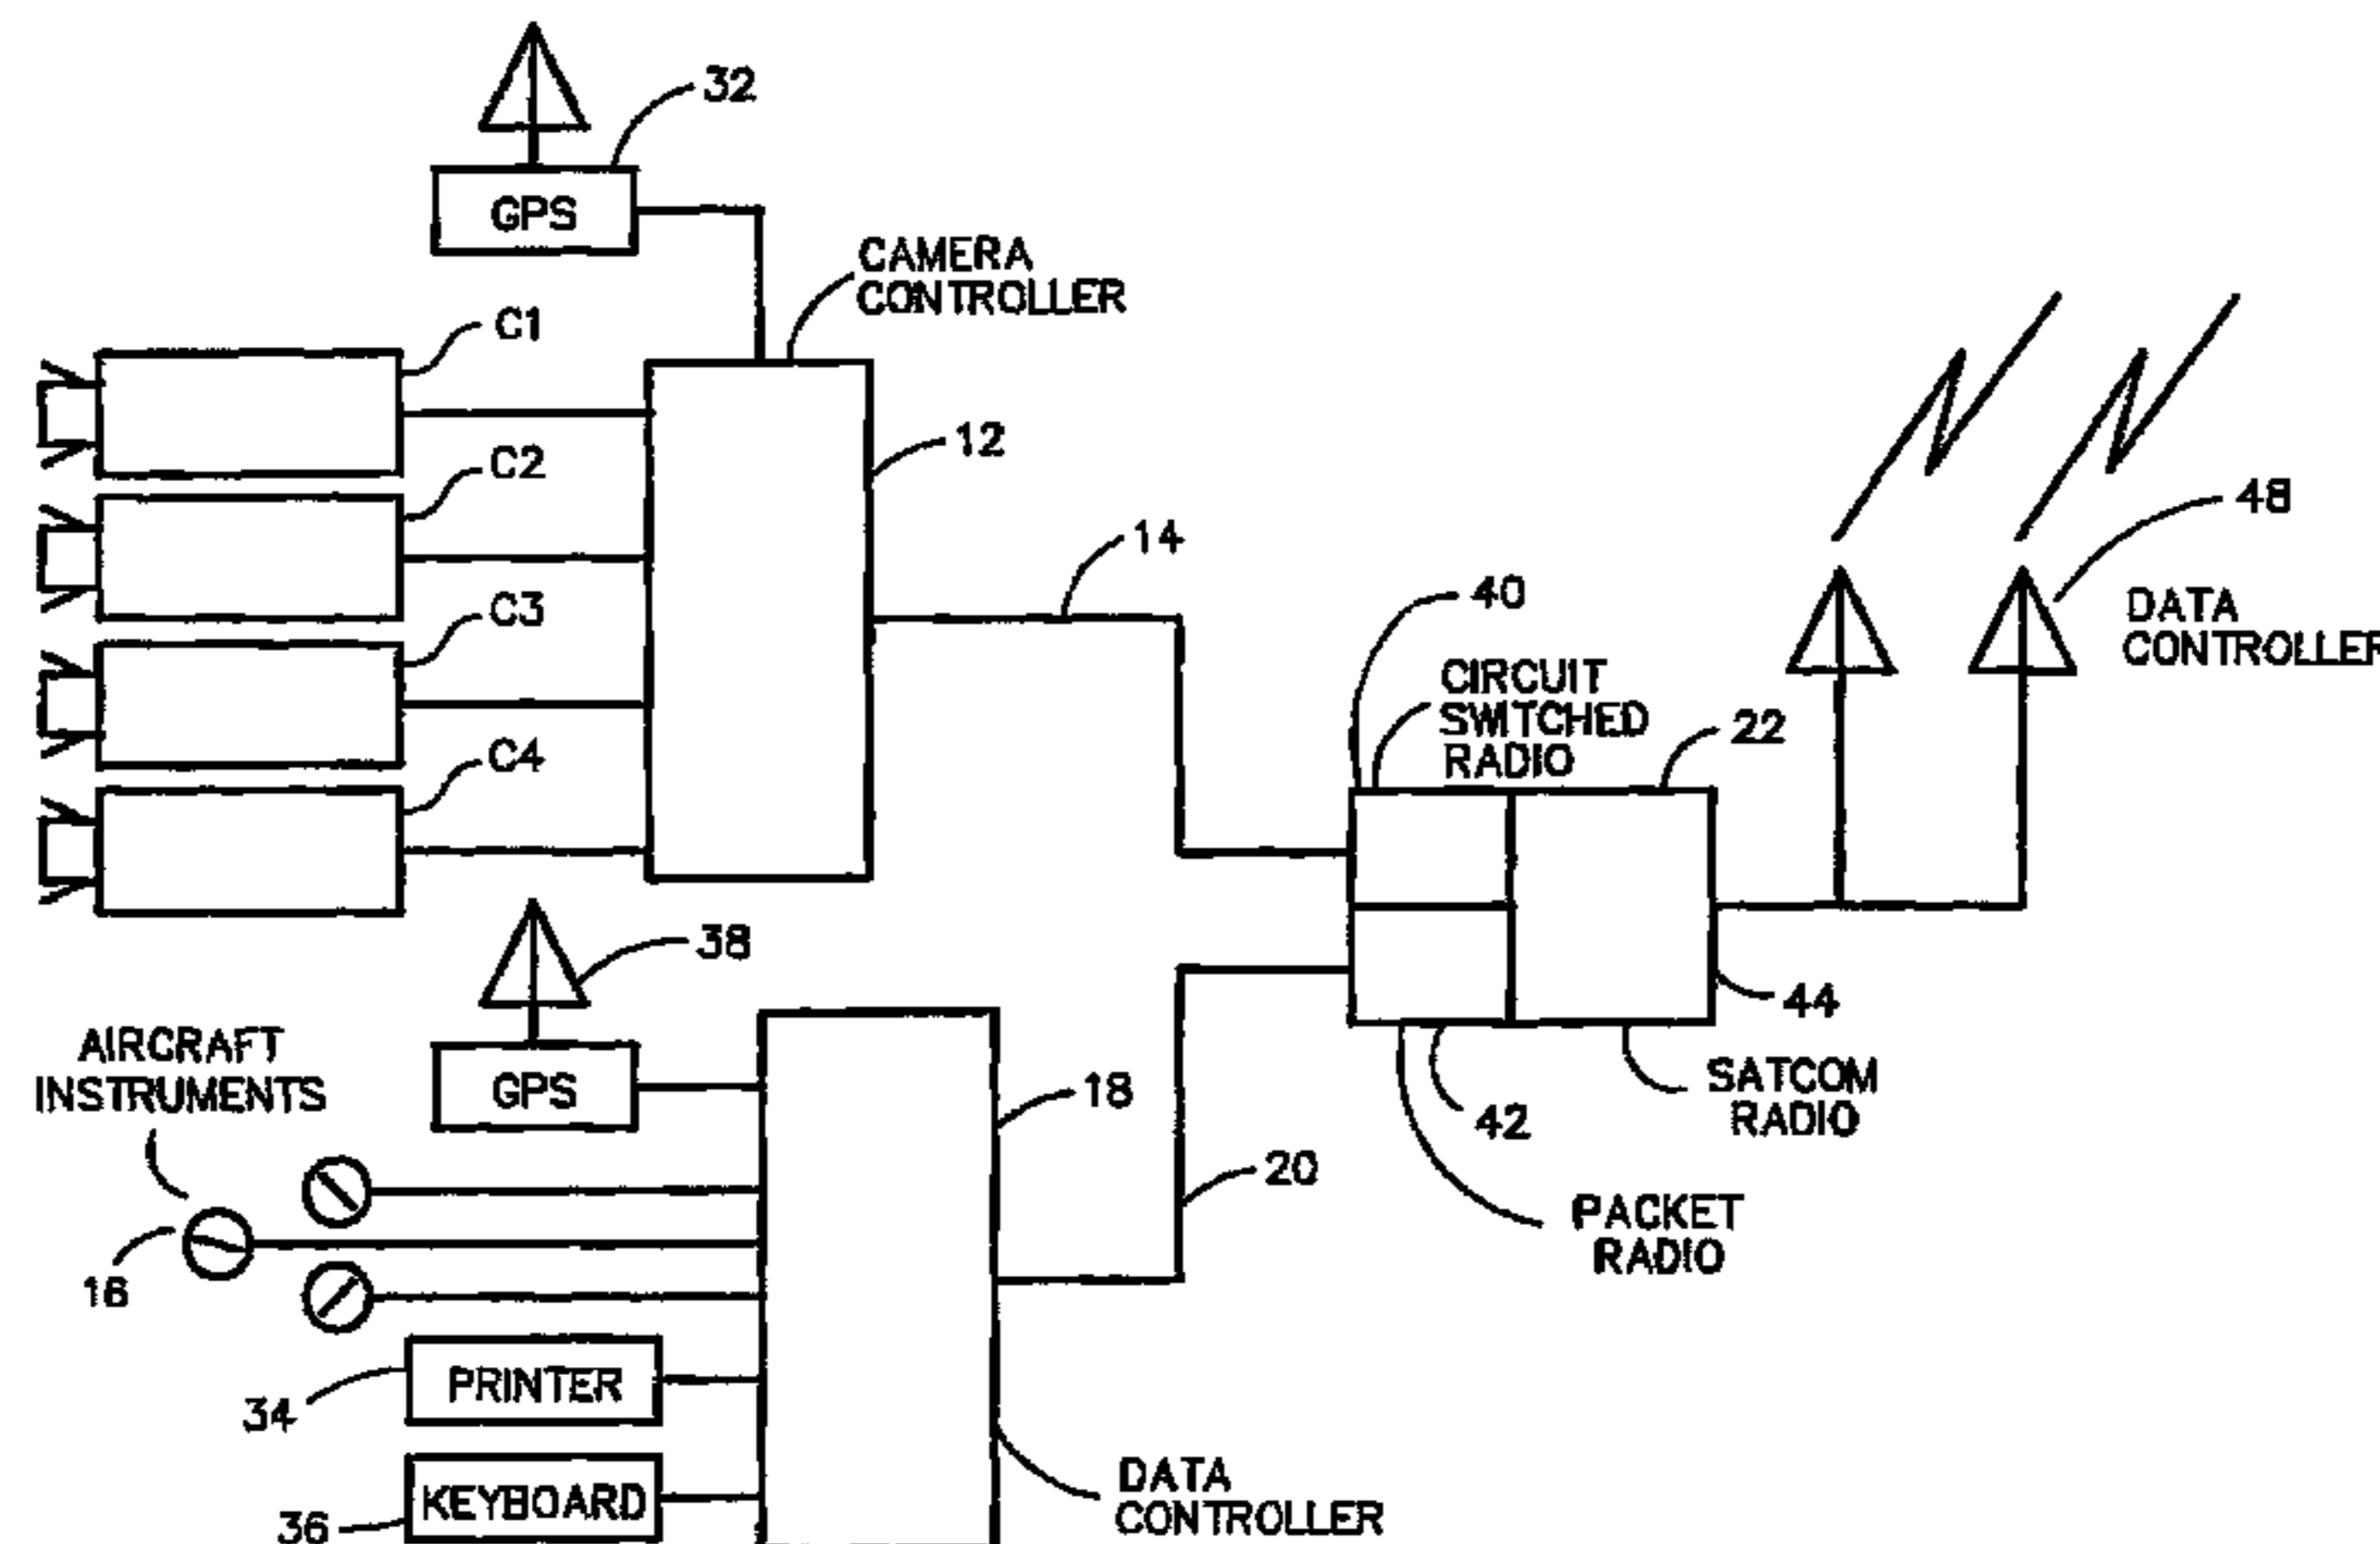 32
GPS
CAMERA
CONTROLLER
C1
12
C2
48
14
C3
40
DATA
CONTROLLER
CIRCUIT
SWITCHED
RADIO
22
C4
38
44
AIRCRAFT
INSTRUMENTS
GPS
18
SATCOM
RADIO
42
20
PACKET
RADIO
16
PRINTER
34
DATA
CONTROLLER
KEYBOARD
36